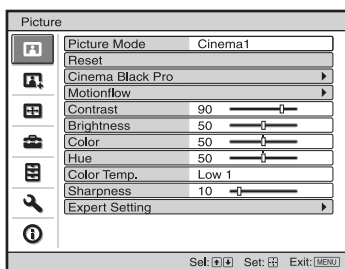 Picture
Picture Mode Cinema1
Reset
Cinema Black Pro
Motionflow
Contrast 90
Brightness 50
Color 50
Hue 50
Color Temp. Low 1
Sharpness 10
Expert Setting
Sel: Set: Exit: MENU